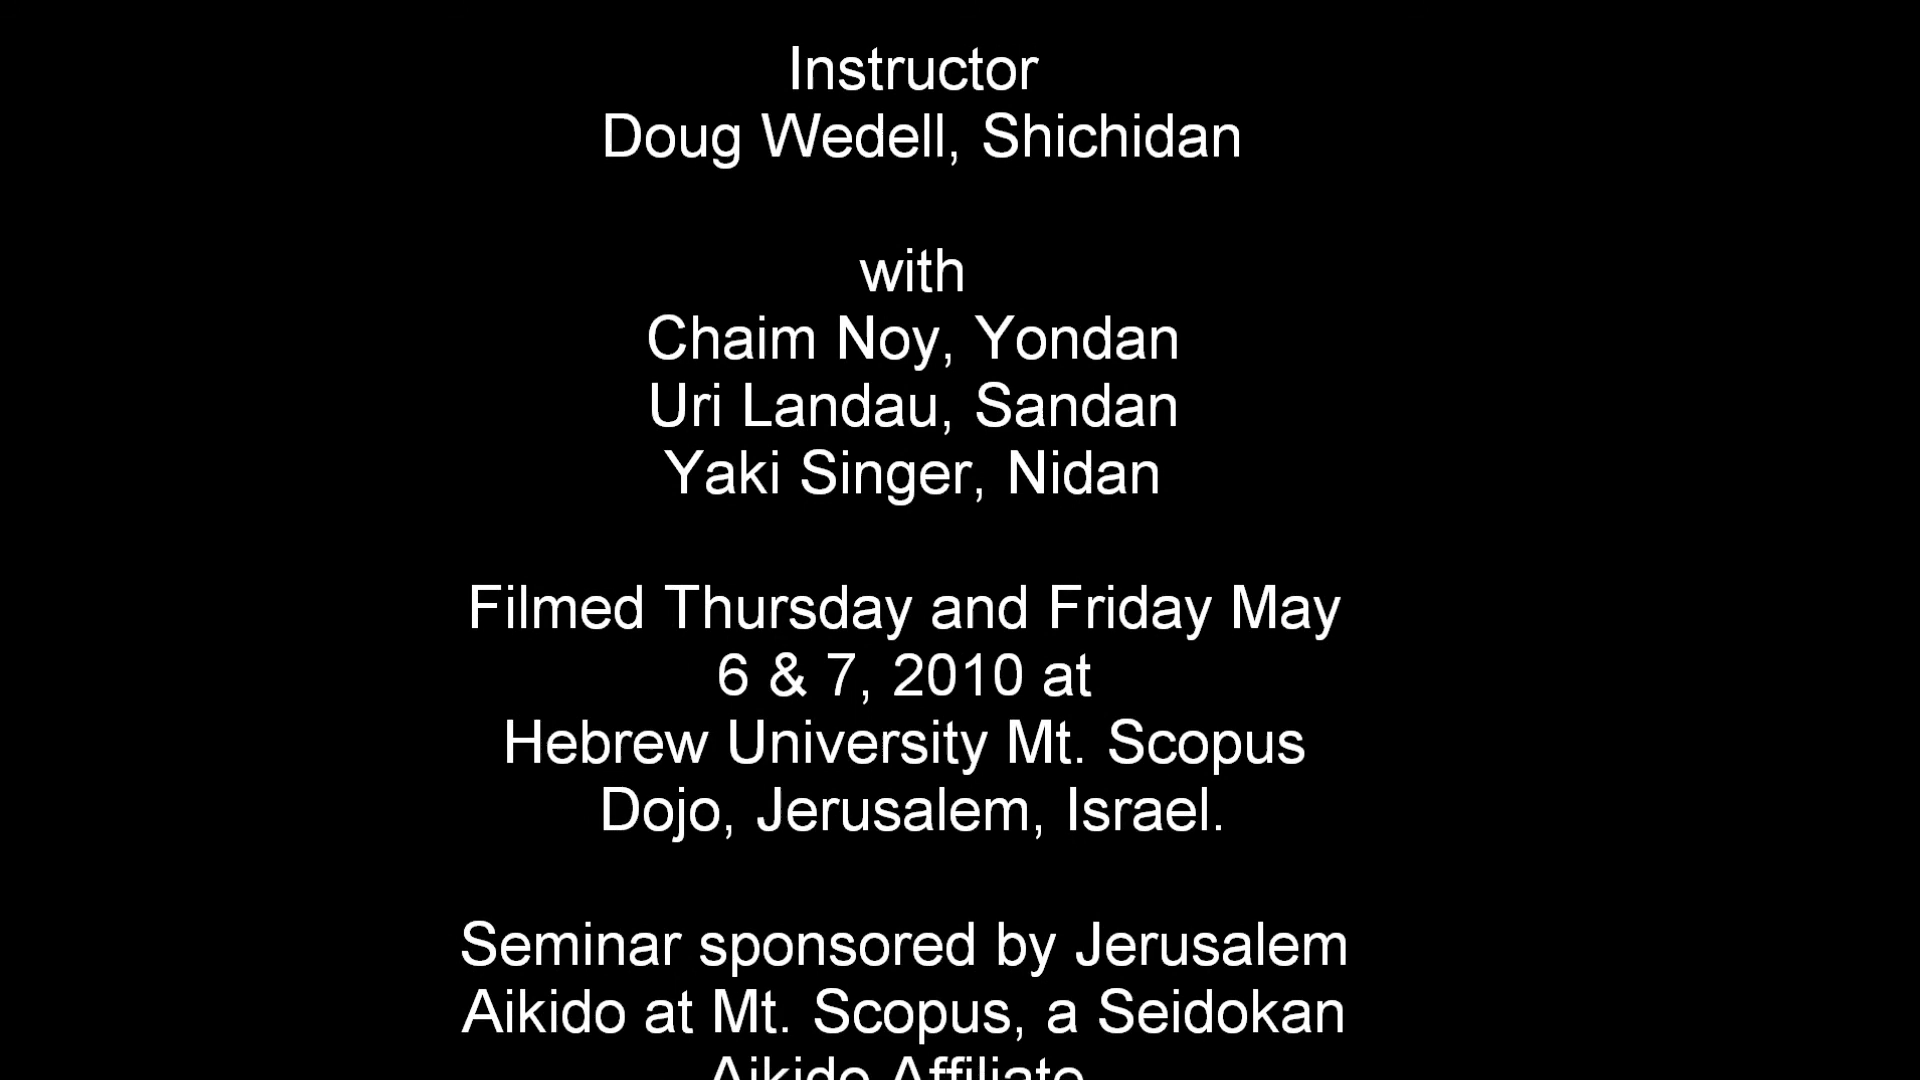 Instructor
Doug Wedell, Shichidan
with
Chaim Noy, Yondan
Uri Landau, Sandan
Yaki Singer, Nidan
Filmed Thursday and Friday May
6 & 7, 2010 at
Hebrew University Mt. Scopus
Dojo, Jerusalem, Israel.
Seminar sponsored by Jerusalem
Aikido at Mt. Scopus, a Seidokan
Aikido Affiliate